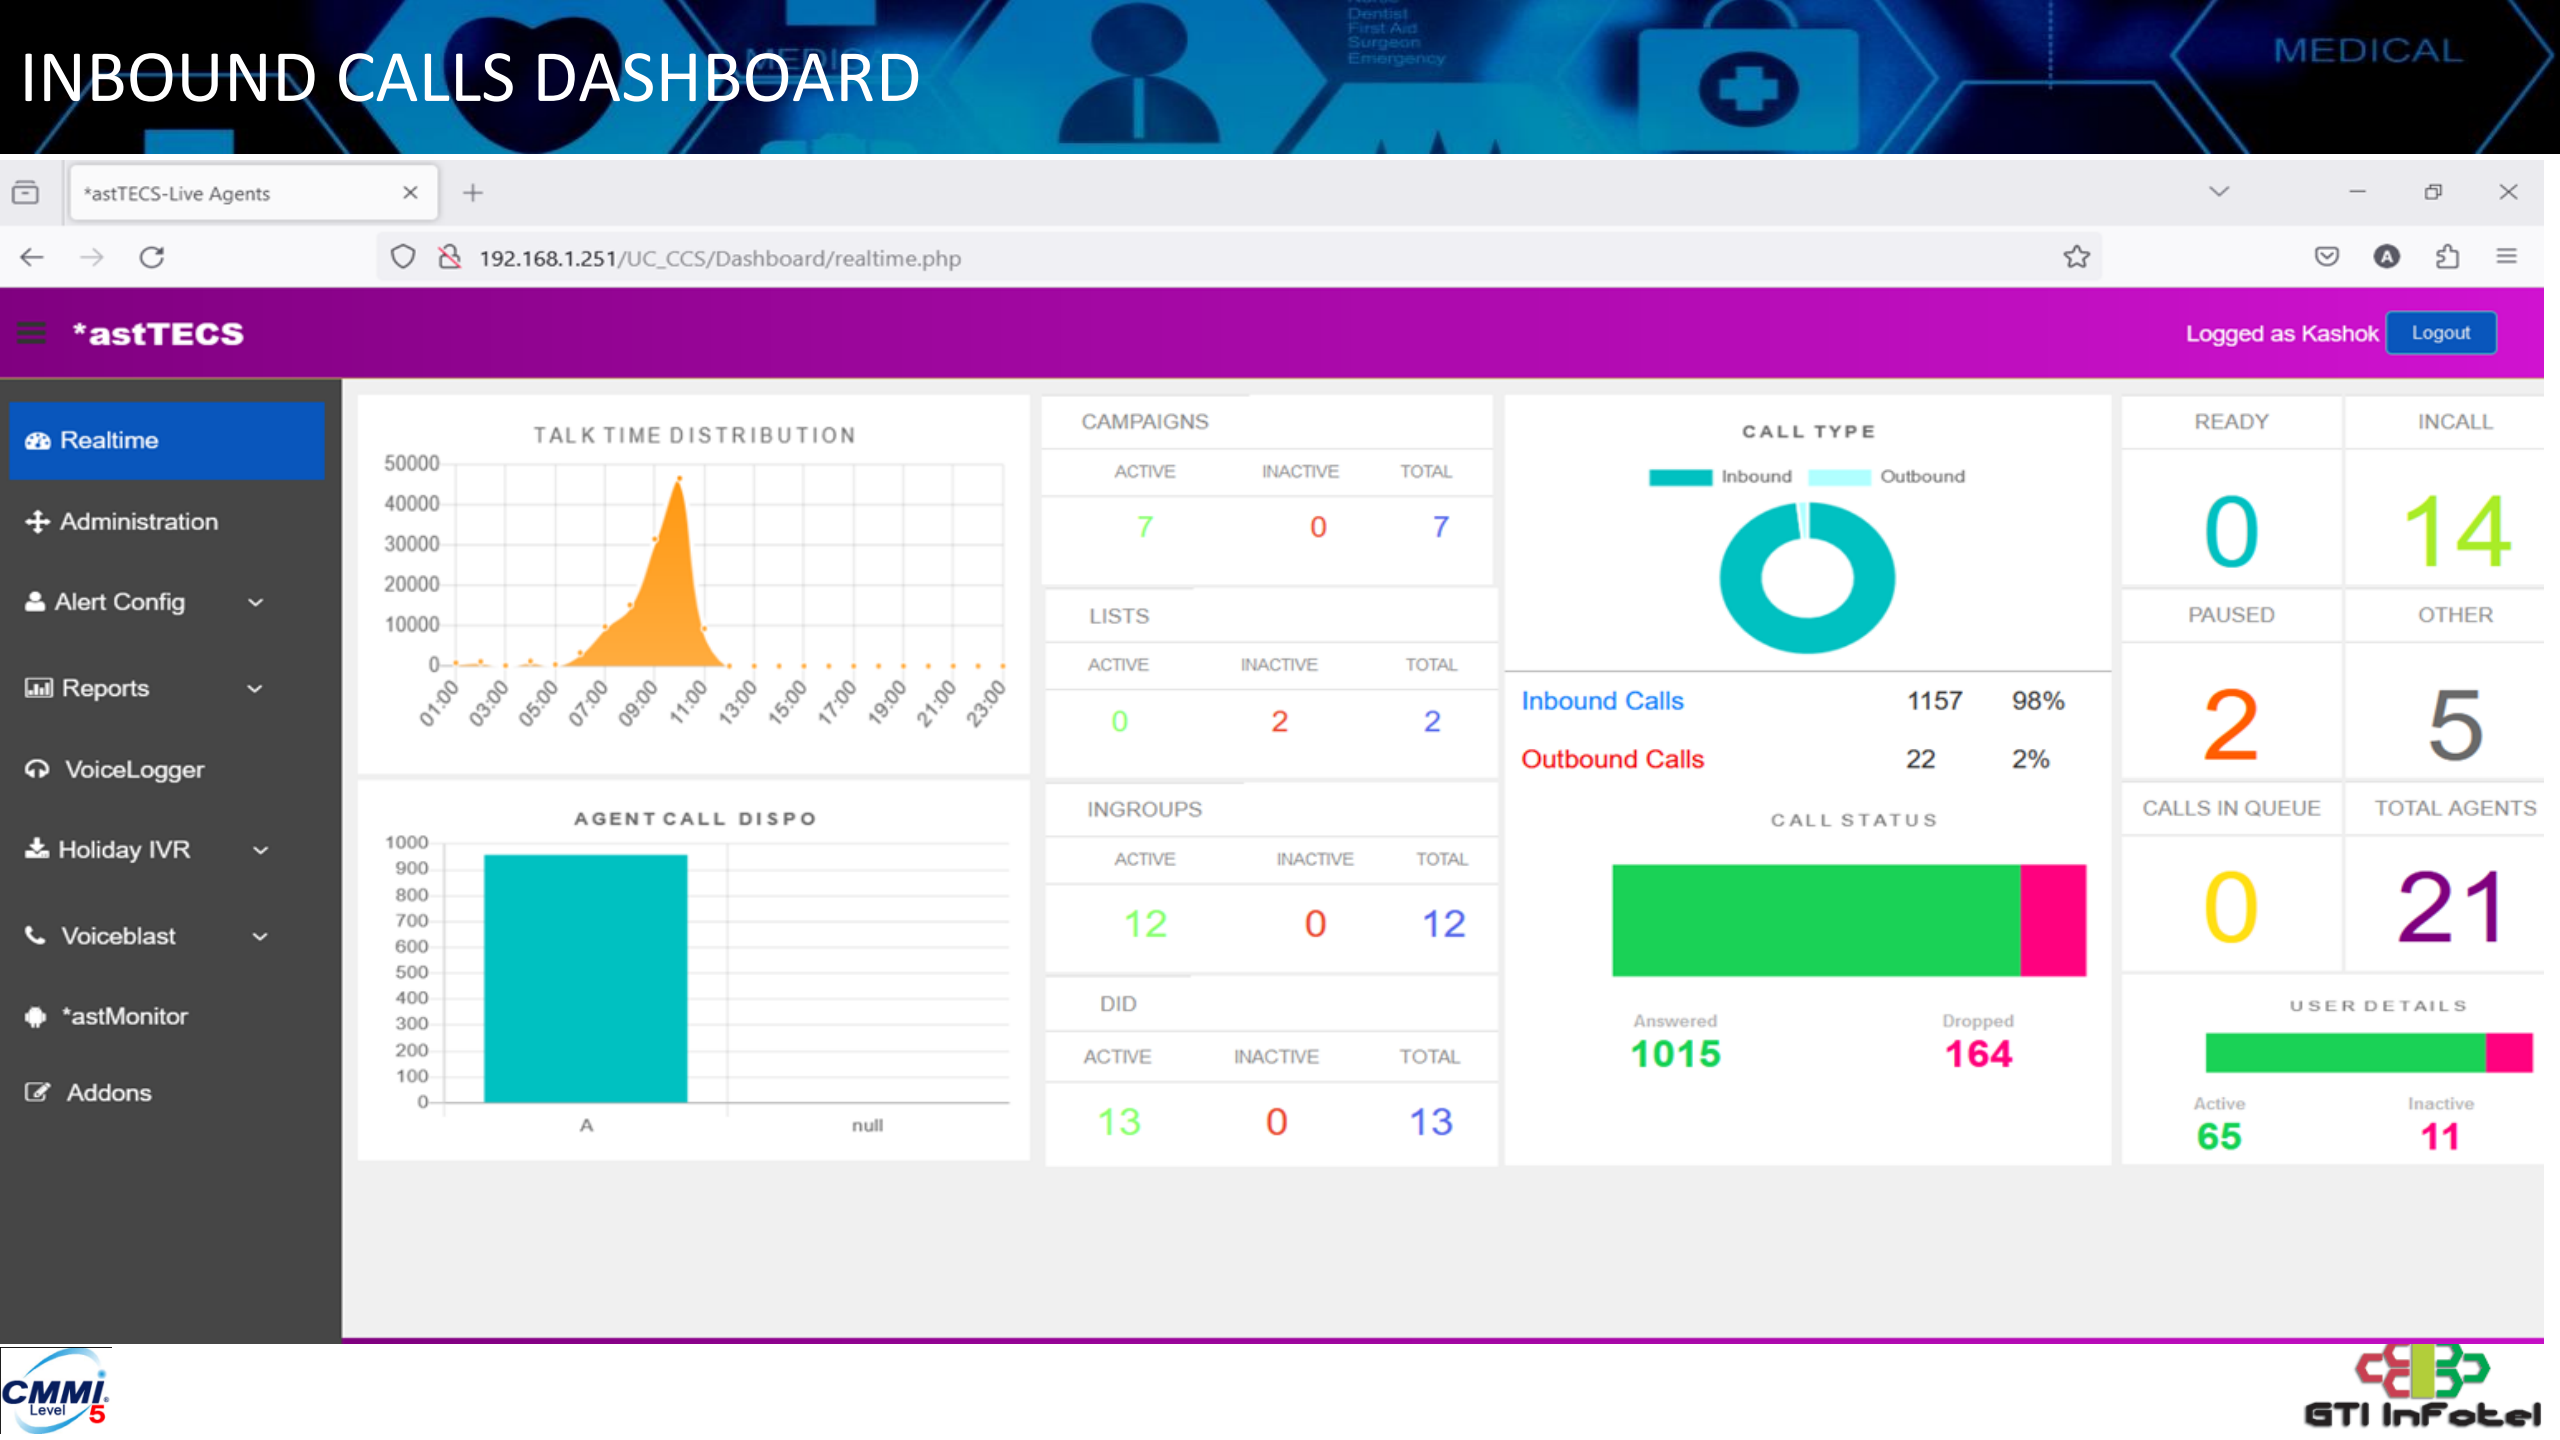 INBOUND CALLS DASHBOARD
MEDICAL
Dentist
First Aid
Surgeon
Emergency
MEDICAL
*astTECS-Live Agents
192.168.1.251/UC_CCS/Dashboard/realtime.php
A
*astTECS
Logged as Kashok
Logout
Realtime
Administration
Alert Config
Reports
VoiceLogger
Holiday IVR
Voiceblast
*astMonitor
Addons
TALK TIME DISTRIBUTION
50000
40000
30000
20000
10000
0
01:00 03:00 05:00 07:00 09:00 11:00 13:00 15:00 17:00 19:00 21:00 23:00
AGENT CALL DISPO
1000
900
800
700
600
500
400
300
200
100
0
A null
CAMPAIGNS
ACTIVE INACTIVE TOTAL
7 0 7
LISTS
ACTIVE INACTIVE TOTAL
0 2 2
INGROUPS
ACTIVE INACTIVE TOTAL
12 0 12
DID
ACTIVE INACTIVE TOTAL
13 0 13
CALL TYPE
Inbound Outbound
Inbound Calls 1157 98%
Outbound Calls 22 2%
CALL STATUS
Answered Dropped
1015 164
READY INCALL
0 14
PAUSED OTHER
2 5
CALLS IN QUEUE TOTAL AGENTS
0 21
USER DETAILS
Active Inactive
65 11
CMMI
Level 5
GTI InFotel